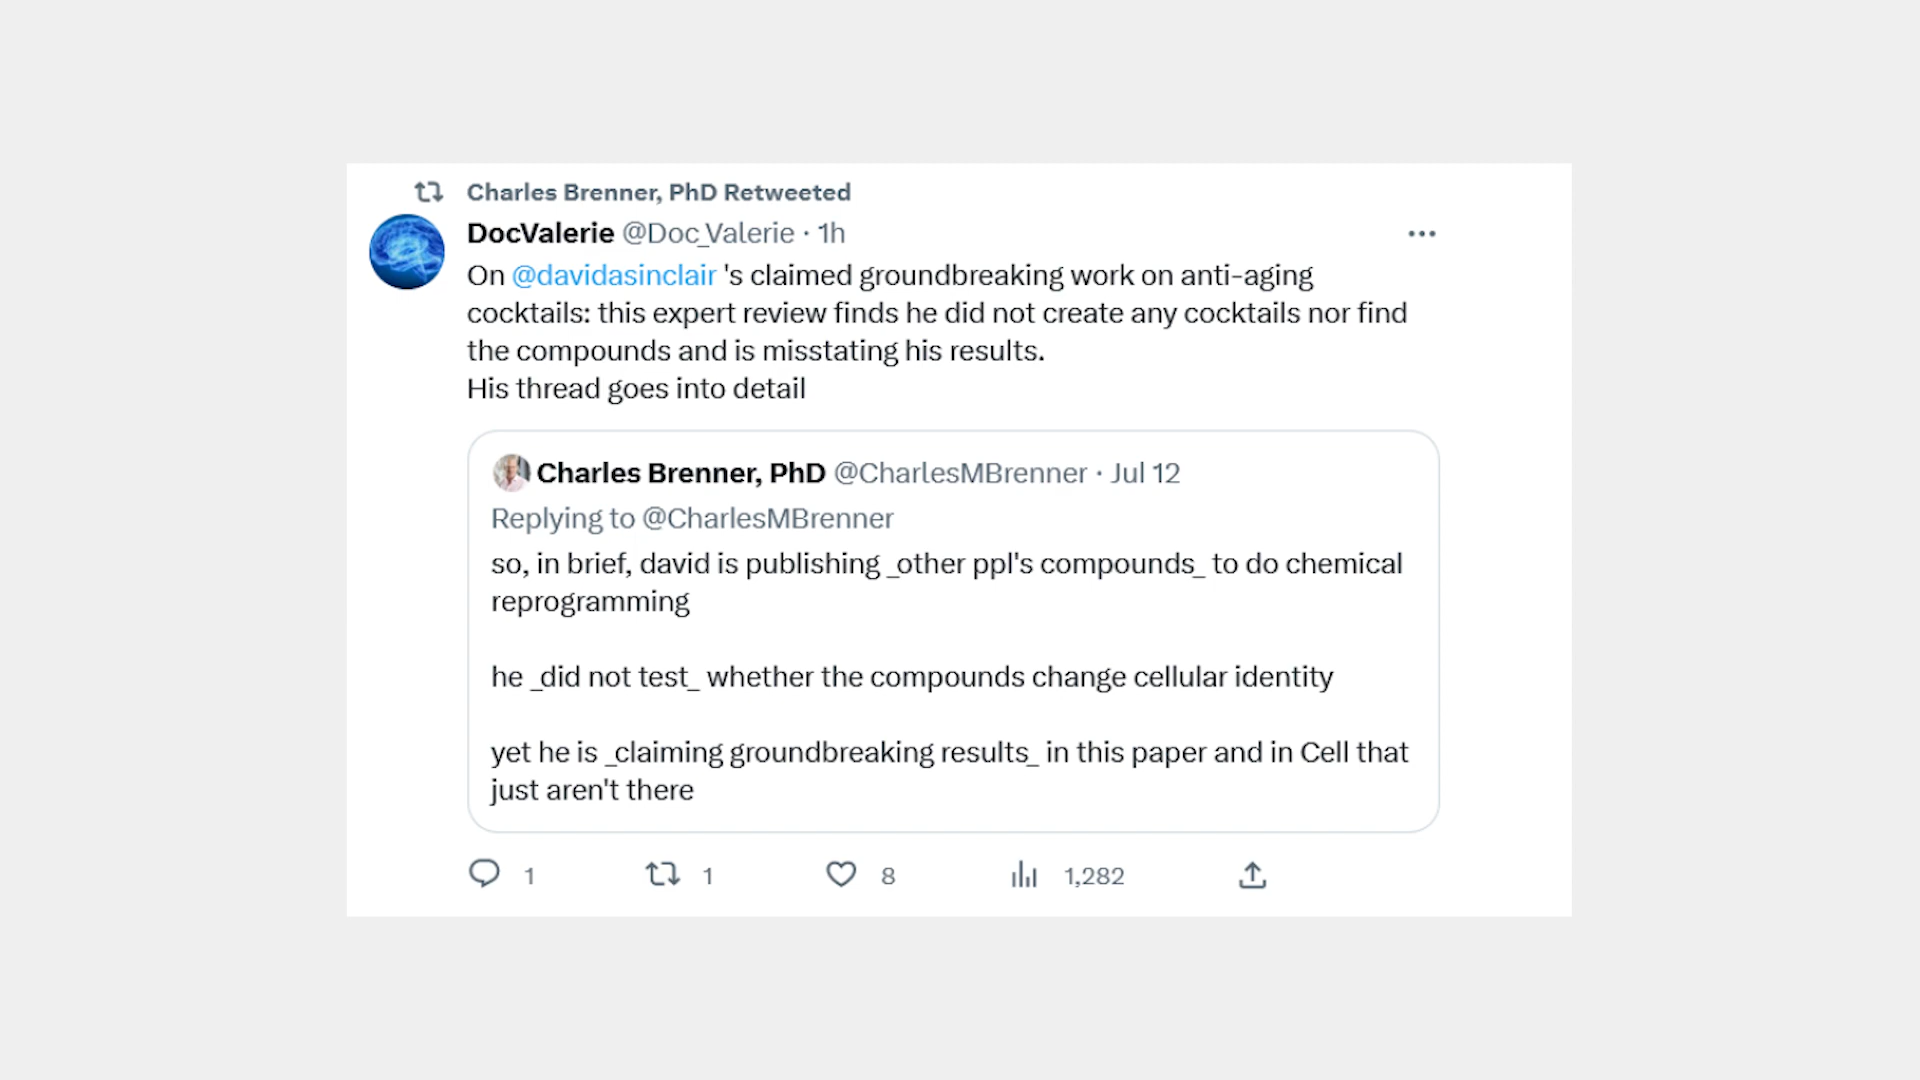 Charles Brenner, PhD Retweeted
DocValerie @Doc_Valerie · 1h
On @davidasinclair 's claimed groundbreaking work on anti-aging
cocktails: this expert review finds he did not create any cocktails nor find
the compounds and is misstating his results.
His thread goes into detail
Charles Brenner, PhD @CharlesMBrenner · Jul 12
Replying to @CharlesMBrenner
so, in brief, david is publishing _other ppl's compounds_ to do chemical
reprogramming
he _did not test_ whether the compounds change cellular identity
yet he is _claiming groundbreaking results_ in this paper and in Cell that
just aren't there
1 1 8 1,282